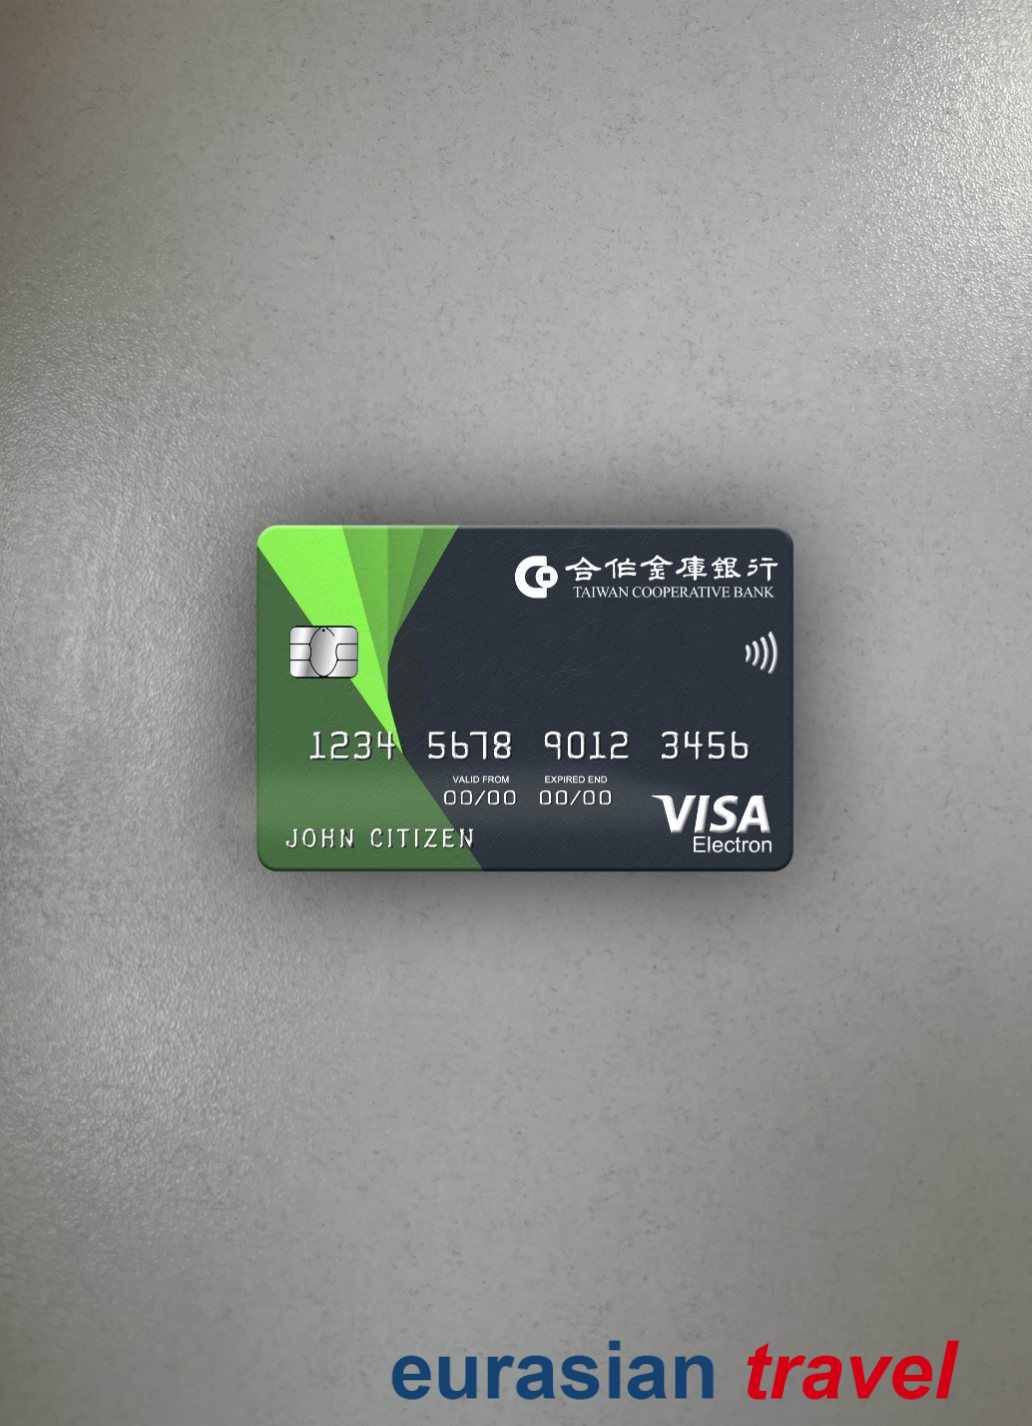 合作金庫銀行
TAIWAN COOPERATIVE BANK
1234 5678 9012 3456
VALID FROM EXPIRED END
00/00 00/00
JOHN CITIZEN
VISA
Electron
eurasian travel